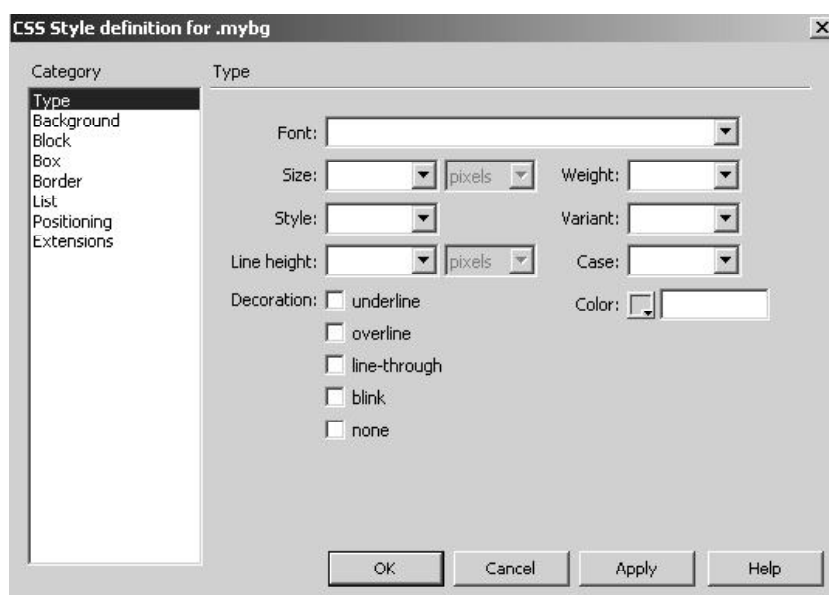 CSS Style definition for .mybg
Category
Type
Background
Block
Box
Border
List
Positioning
Extensions
Type
Font:
Size: pixels Weight:
Style: Variant:
Line height: pixels Case:
Decoration: underline Color:
overline
line-through
blink
none
OK Cancel Apply Help